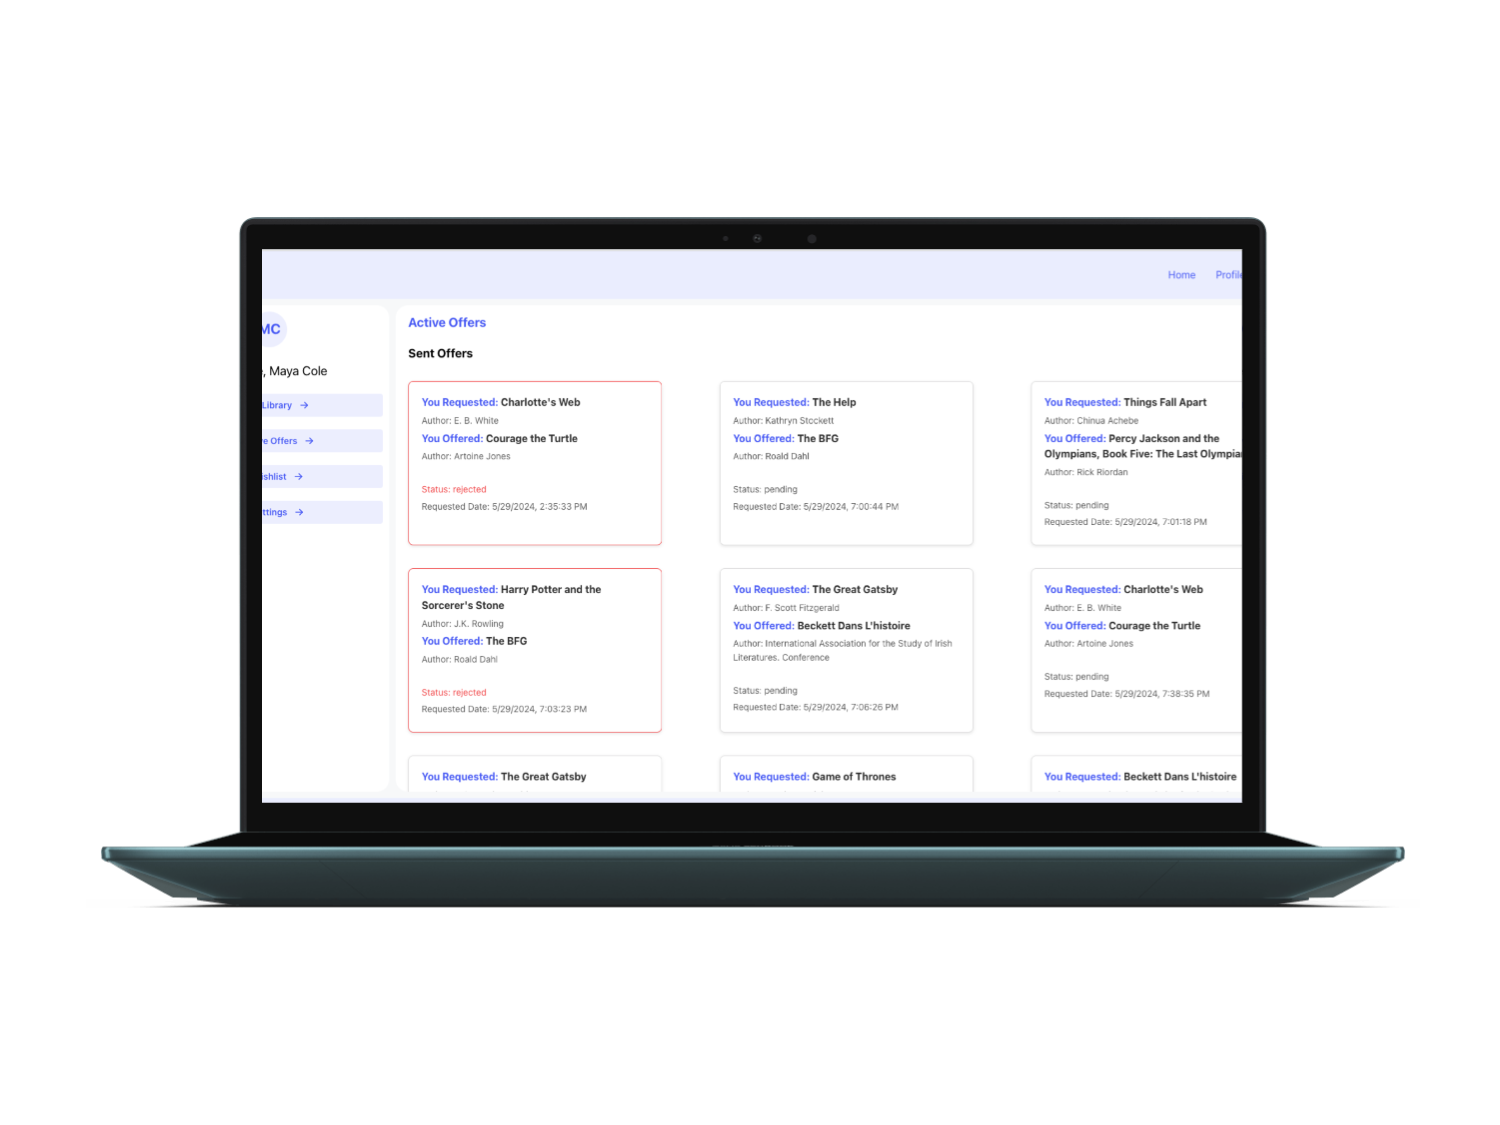 Home Profile
MC
, Maya Cole
Library →
e Offers →
ishlist →
ttings →
Active Offers
Sent Offers
You Requested: Charlotte's Web
Author: E. B. White
You Offered: Courage the Turtle
Author: Artoine Jones
Status: rejected
Requested Date: 5/29/2024, 2:35:33 PM
You Requested: The Help
Author: Kathryn Stockett
You Offered: The BFG
Author: Roald Dahl
Status: pending
Requested Date: 5/29/2024, 7:00:44 PM
You Requested: Things Fall Apart
Author: Chinua Achebe
You Offered: Percy Jackson and the
Olympians, Book Five: The Last Olympian
Author: Rick Riordan
Status: pending
Requested Date: 5/29/2024, 7:01:18 PM
You Requested: Harry Potter and the
Sorcerer's Stone
Author: J.K. Rowling
You Offered: The BFG
Author: Roald Dahl
Status: rejected
Requested Date: 5/29/2024, 7:03:23 PM
You Requested: The Great Gatsby
Author: F. Scott Fitzgerald
You Offered: Beckett Dans L'histoire
Author: International Association for the Study of Irish
Literatures. Conference
Status: pending
Requested Date: 5/29/2024, 7:06:26 PM
You Requested: Charlotte's Web
Author: E. B. White
You Offered: Courage the Turtle
Author: Artoine Jones
Status: pending
Requested Date: 5/29/2024, 7:38:35 PM
You Requested: The Great Gatsby
You Requested: Game of Thrones
You Requested: Beckett Dans L'histoire